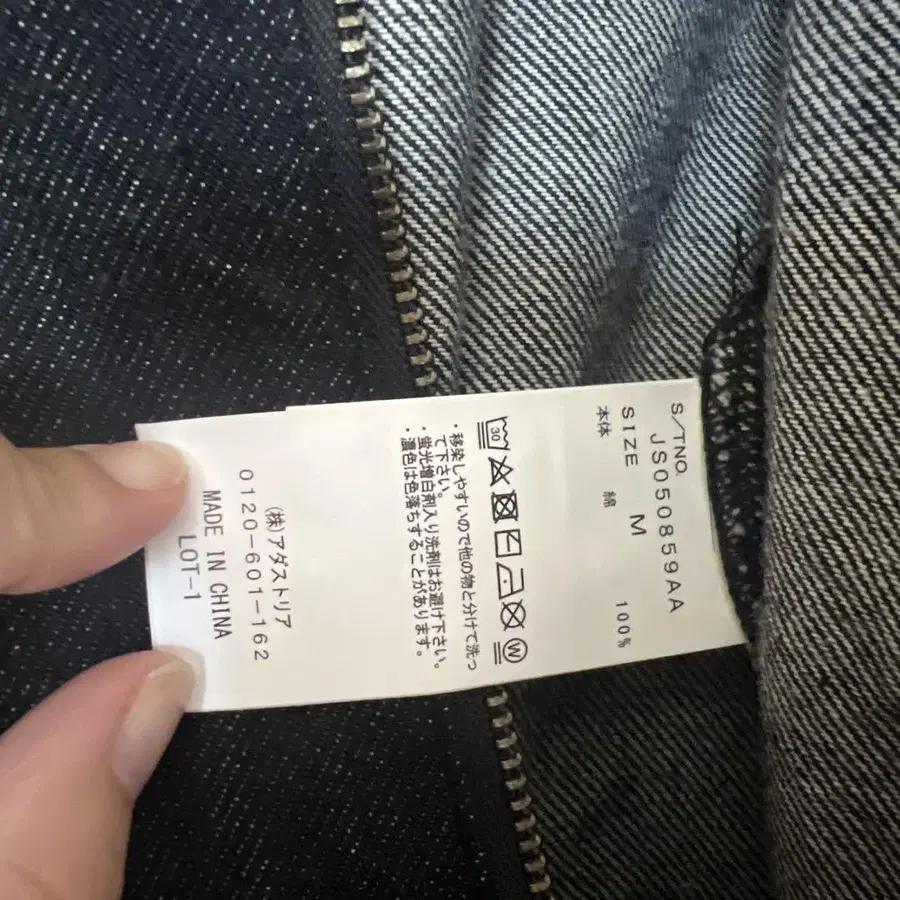 S/TNO.
JS050859AA
SIZE M
本体 綿 100%
30
W
・移染しやすいので他の物と分けて洗っ
て下さい。
・蛍光増白剤入り洗剤はお避け下さい。
・濃色は色落ちすることがあります。
(株)アダストリア
0120-601-162
MADE IN CHINA
LOT-1